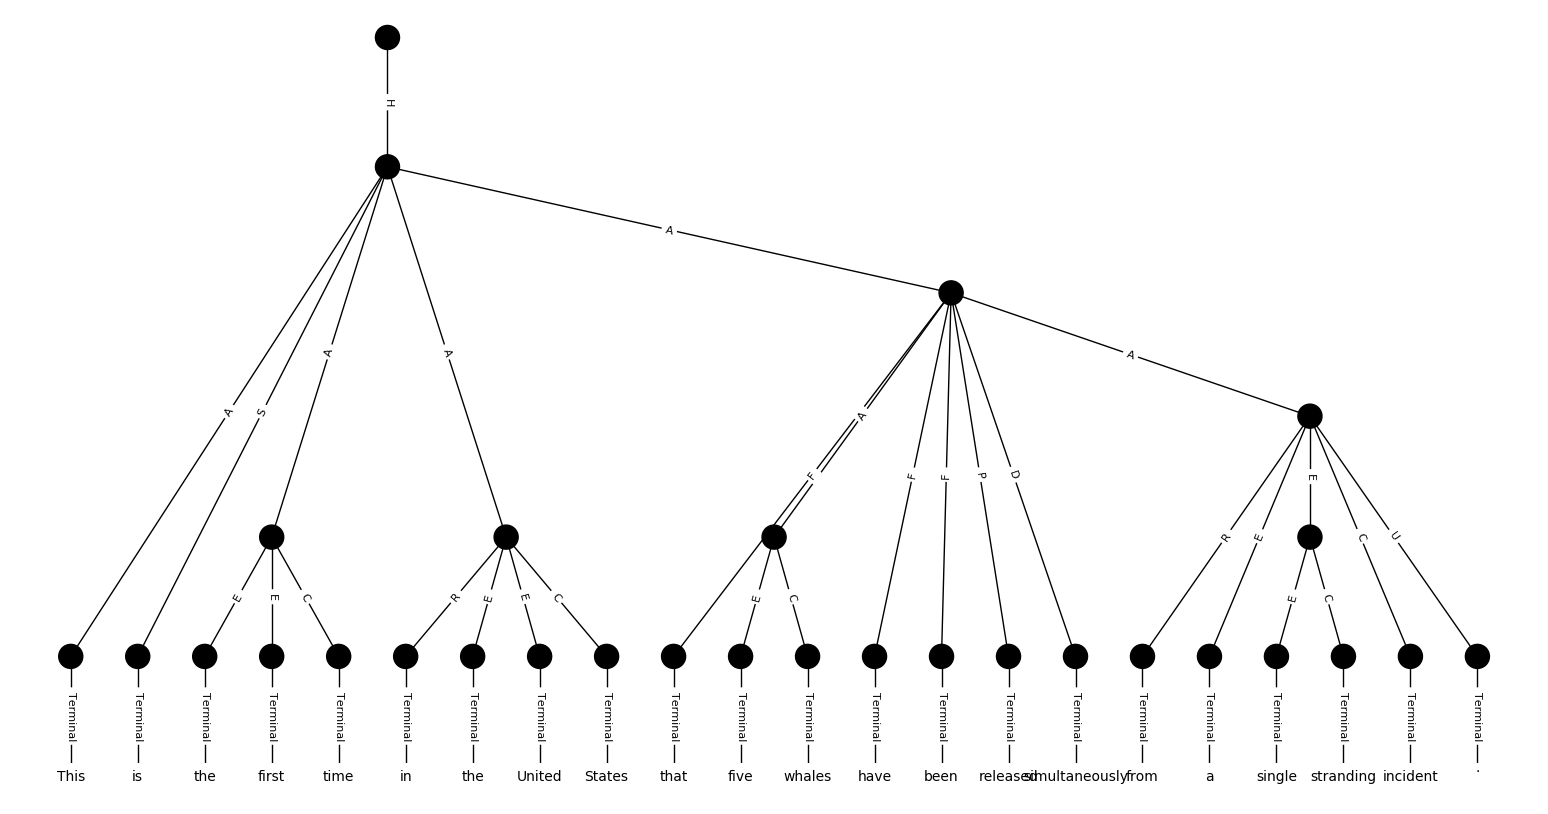 H
A
A
A
S
A
A
A
F
F
F
P
D
R
E
E
C
U
E
E
C
R
E
E
C
E
C
E
C
Terminal Terminal Terminal Terminal Terminal Terminal Terminal Terminal Terminal Terminal Terminal Terminal Terminal Terminal Terminal Terminal Terminal Terminal Terminal Terminal Terminal Terminal
This is the first time in the United States that five whales have been released simultaneously from a single stranding incident .